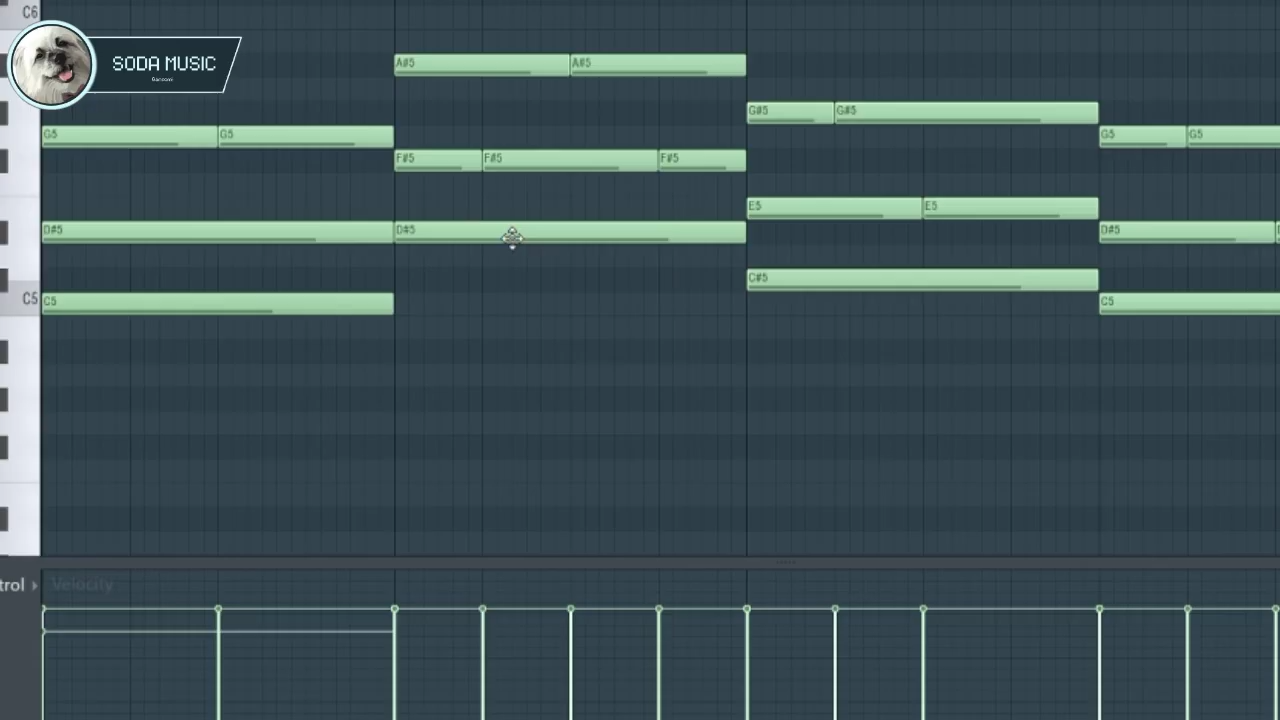 C6
SODA MUSIC
A#5 A#5
G#5 G#5
G5 G5 G5 G5
F#5 F#5 F#5
E5 E5
D#5 D#5 D#5
C#5
C5 C5 C5
trol
Velocity